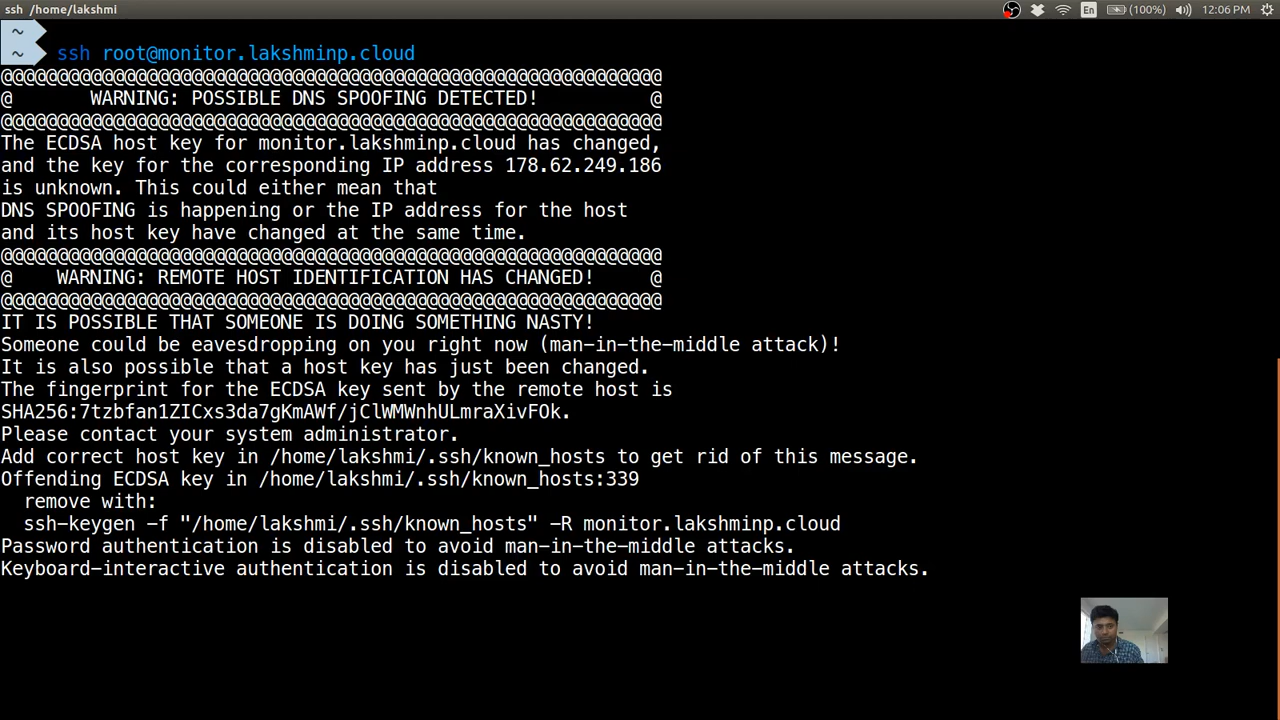 ssh /home/lakshmi
En
(100%)
12:06 PM
~
~ ssh root@monitor.lakshminp.cloud
@@@@@@@@@@@@@@@@@@@@@@@@@@@@@@@@@@@@@@@@@@@@@@@@@@@@@@@@@@@
@       WARNING: POSSIBLE DNS SPOOFING DETECTED!          @
@@@@@@@@@@@@@@@@@@@@@@@@@@@@@@@@@@@@@@@@@@@@@@@@@@@@@@@@@@@
The ECDSA host key for monitor.lakshminp.cloud has changed,
and the key for the corresponding IP address 178.62.249.186
is unknown. This could either mean that
DNS SPOOFING is happening or the IP address for the host
and its host key have changed at the same time.
@@@@@@@@@@@@@@@@@@@@@@@@@@@@@@@@@@@@@@@@@@@@@@@@@@@@@@@@@@@
@    WARNING: REMOTE HOST IDENTIFICATION HAS CHANGED!     @
@@@@@@@@@@@@@@@@@@@@@@@@@@@@@@@@@@@@@@@@@@@@@@@@@@@@@@@@@@@
IT IS POSSIBLE THAT SOMEONE IS DOING SOMETHING NASTY!
Someone could be eavesdropping on you right now (man-in-the-middle attack)!
It is also possible that a host key has just been changed.
The fingerprint for the ECDSA key sent by the remote host is
SHA256:7tzbfan1ZICxs3da7gKmAWf/jClWMWnhULmraXivFOk.
Please contact your system administrator.
Add correct host key in /home/lakshmi/.ssh/known_hosts to get rid of this message.
Offending ECDSA key in /home/lakshmi/.ssh/known_hosts:339
  remove with:
  ssh-keygen -f "/home/lakshmi/.ssh/known_hosts" -R monitor.lakshminp.cloud
Password authentication is disabled to avoid man-in-the-middle attacks.
Keyboard-interactive authentication is disabled to avoid man-in-the-middle attacks.